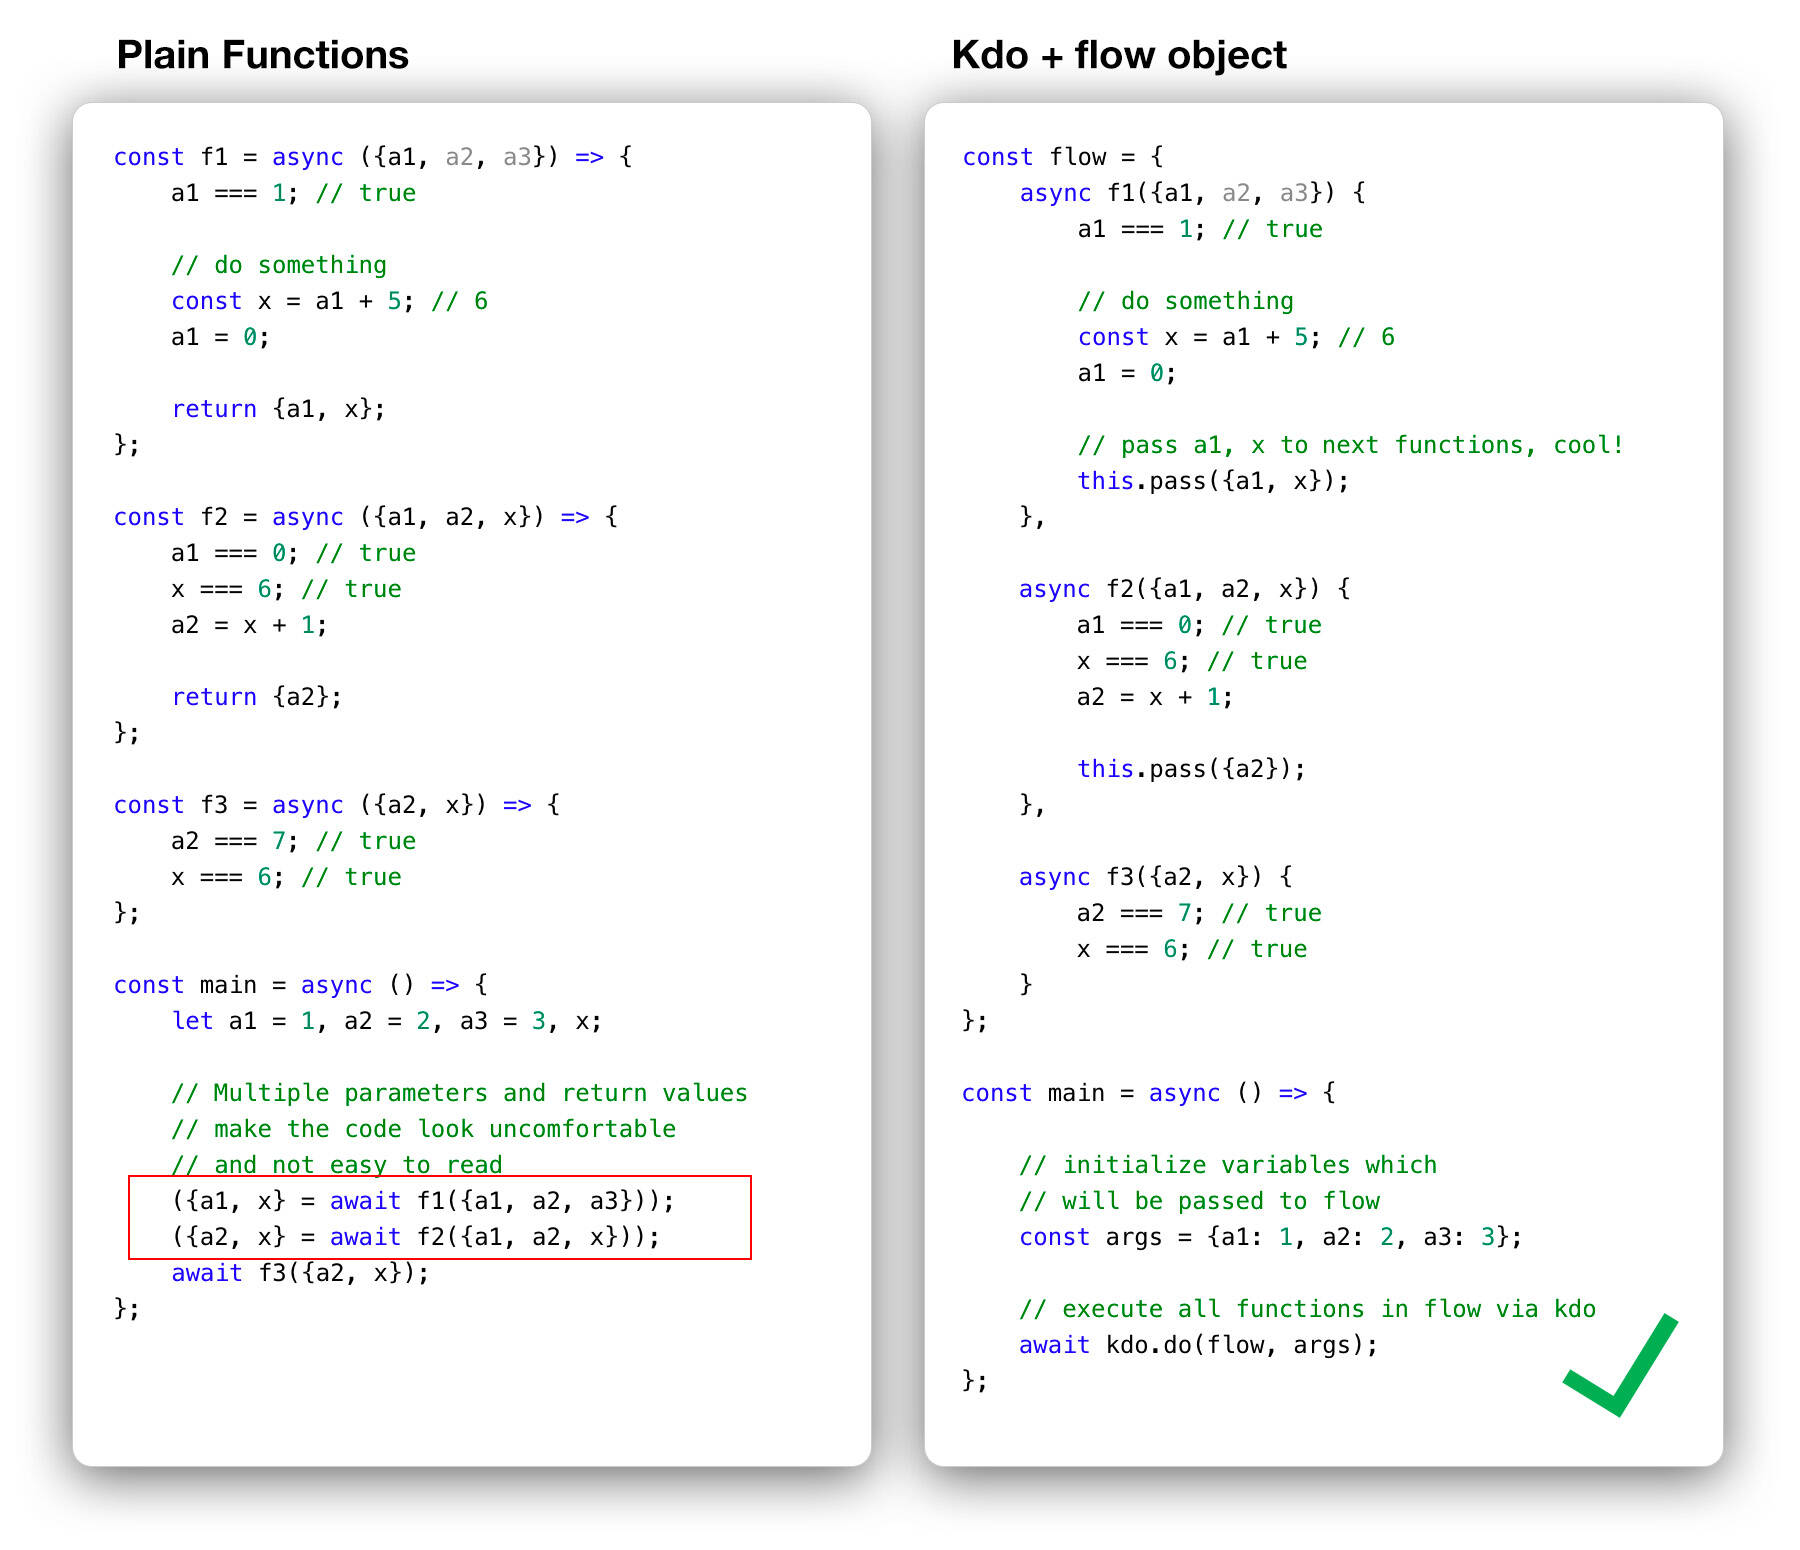 Plain Functions
const f1 = async ({a1, a2, a3}) => {
    a1 === 1; // true

    // do something
    const x = a1 + 5; // 6
    a1 = 0;

    return {a1, x};
};

const f2 = async ({a1, a2, x}) => {
    a1 === 0; // true
    x === 6; // true
    a2 = x + 1;

    return {a2};
};

const f3 = async ({a2, x}) => {
    a2 === 7; // true
    x === 6; // true
};

const main = async () => {
    let a1 = 1, a2 = 2, a3 = 3, x;

    // Multiple parameters and return values
    // make the code look uncomfortable
    // and not easy to read
    ({a1, x} = await f1({a1, a2, a3}));
    ({a2, x} = await f2({a1, a2, x}));
    await f3({a2, x});
};

Kdo + flow object
const flow = {
    async f1({a1, a2, a3}) {
        a1 === 1; // true

        // do something
        const x = a1 + 5; // 6
        a1 = 0;

        // pass a1, x to next functions, cool!
        this.pass({a1, x});
    },

    async f2({a1, a2, x}) {
        a1 === 0; // true
        x === 6; // true
        a2 = x + 1;

        this.pass({a2});
    },

    async f3({a2, x}) {
        a2 === 7; // true
        x === 6; // true
    }
};

const main = async () => {

    // initialize variables which
    // will be passed to flow
    const args = {a1: 1, a2: 2, a3: 3};

    // execute all functions in flow via kdo
    await kdo.do(flow, args);
};